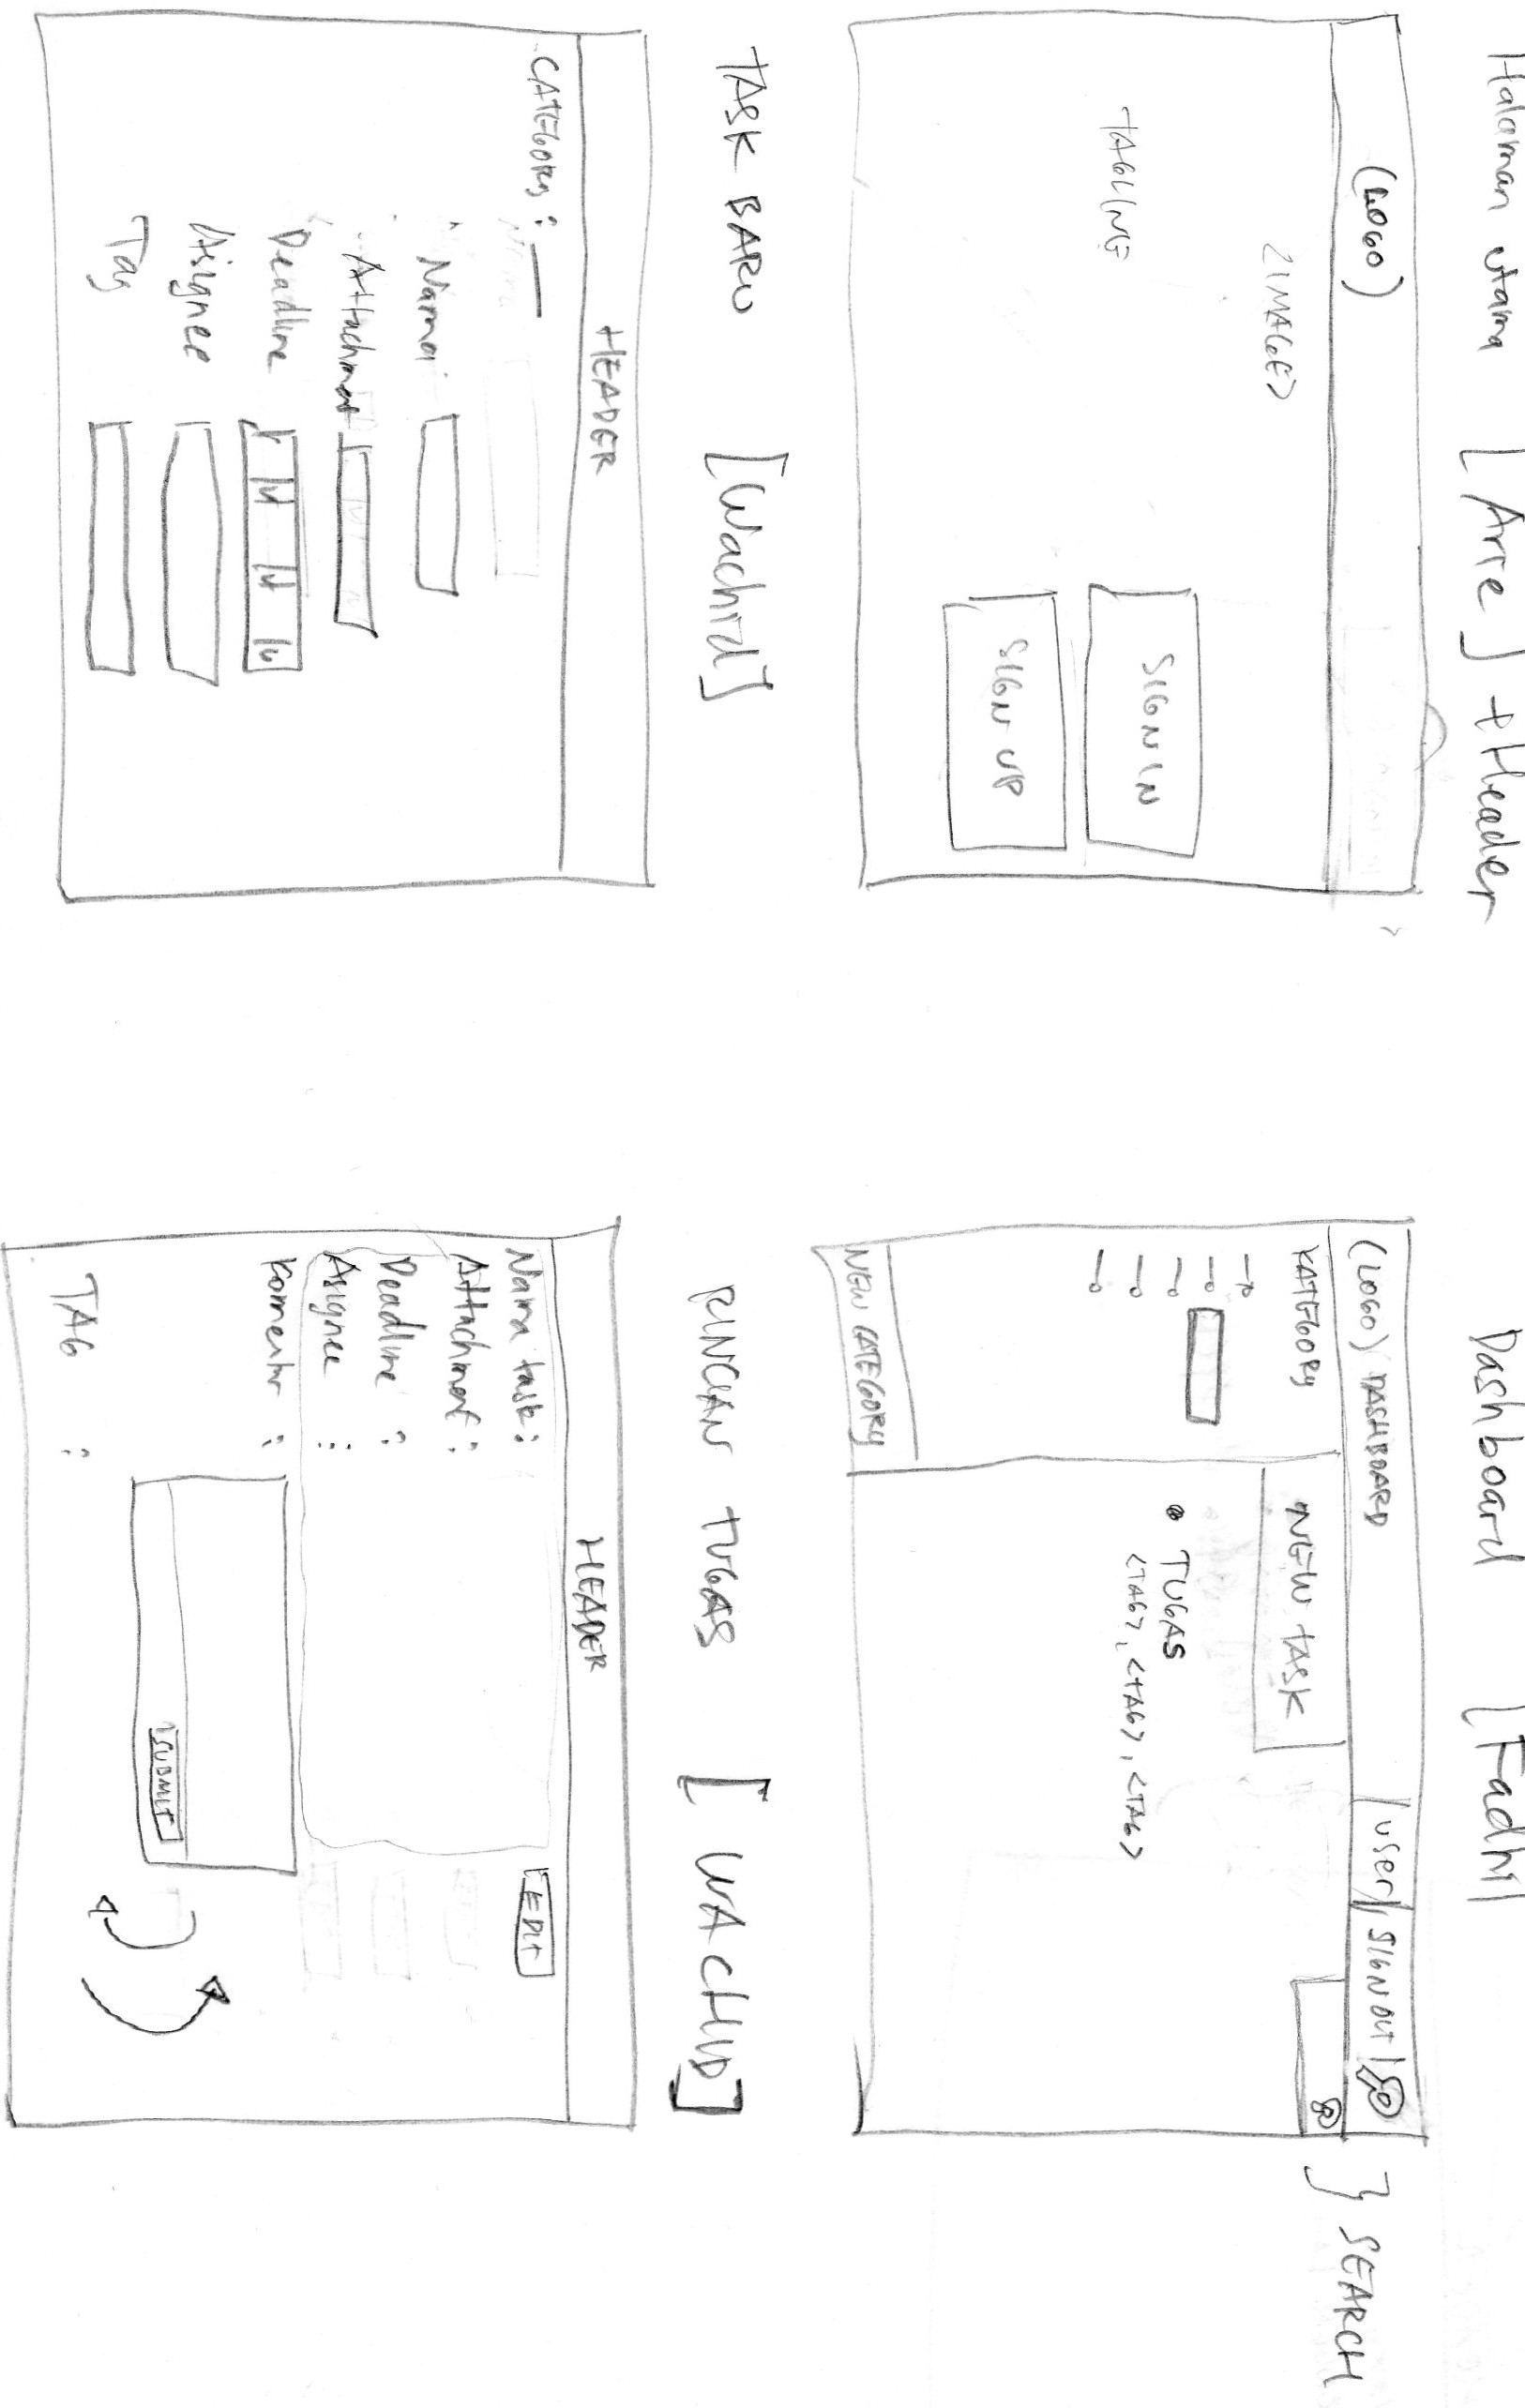 Halaman utama [Arie] + Header
(LOGO)
<IMAGE>
TAGLINE
SIGN IN
SIGN UP
Dashboard [Fadhil
(LOGO) DASHBOARD
USER
SIGN OUT
} SEARCH
KATEGORY
NEW TASK
• TUGAS
<TAG>, <TAG>, <TAG>
NEW CATEGORY
TASK BARU [Wachid]
HEADER
CATEGORY :
Nama
Attachment
Deadline
Asignee
Tag
RINCIAN TUGAS [WACHID]
HEADER
Nama task :
EDIT
Attachment :
Deadline :
Asignee :
Komentar :
SUBMIT
TAG :